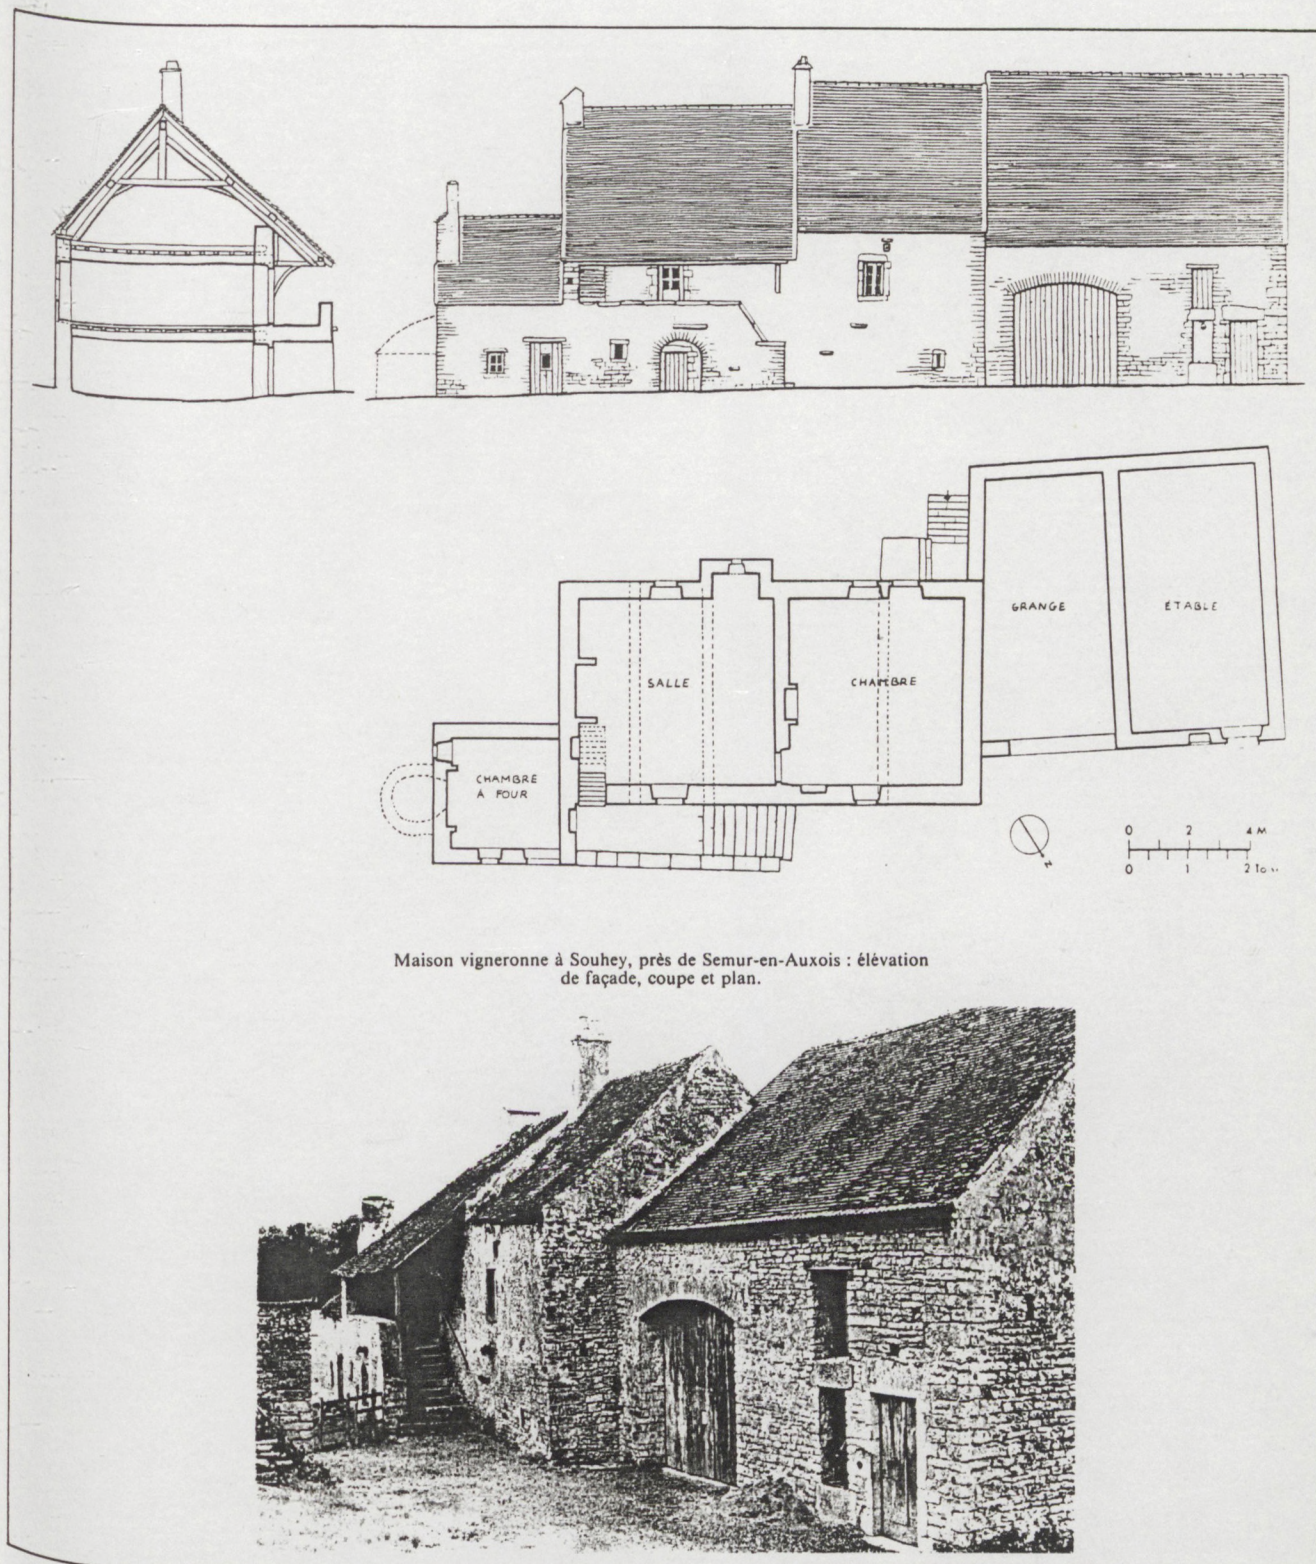 GRANGE
ÉTABLE
SALLE
CHAMBRE
CHAMBRE
À FOUR
N
0 2 4 M
0 1 2
Maison vigneronne à Souhey, près de Semur-en-Auxois : élévation
de façade, coupe et plan.